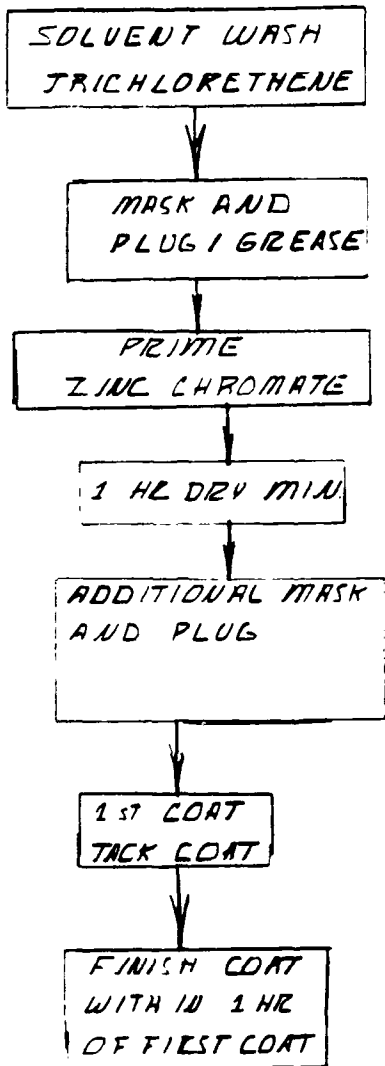 SOLVENT WASH
TRICHLORETHENE
MASK AND
PLUG / GREASE
PRIME
ZINC CHROMATE
1 HR DRY MIN
ADDITIONAL MASK
AND PLUG
1 ST COAT
TACK COAT
FINISH COAT
WITH IN 1 HR
OF FIRST COAT